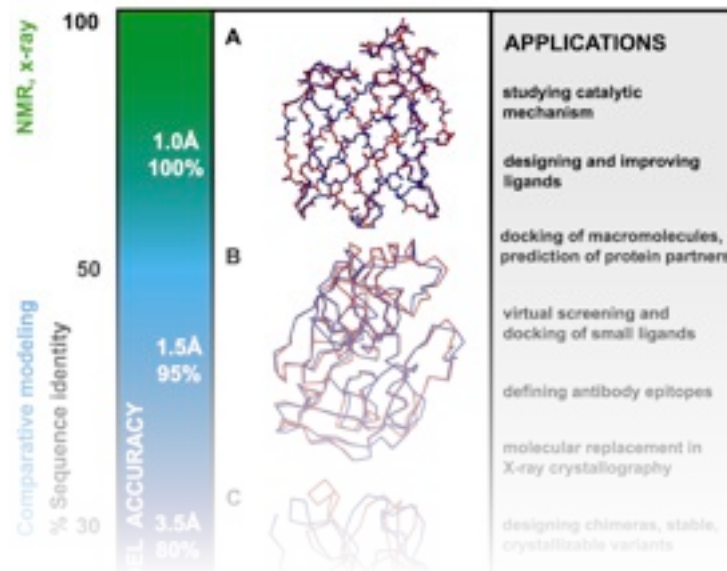 100
NMR, x-ray
1.0Å
100%
50
Comparative modeling
% Sequence identity
1.5Å
95%
30
DEL ACCURACY
3.5Å
80%
A
B
C
APPLICATIONS
studying catalytic
mechanism
designing and improving
ligands
docking of macromolecules,
prediction of protein partners
virtual screening and
docking of small ligands
defining antibody epitopes
molecular replacement in
X-ray crystallography
designing chimeras, stable,
crystallizable variants